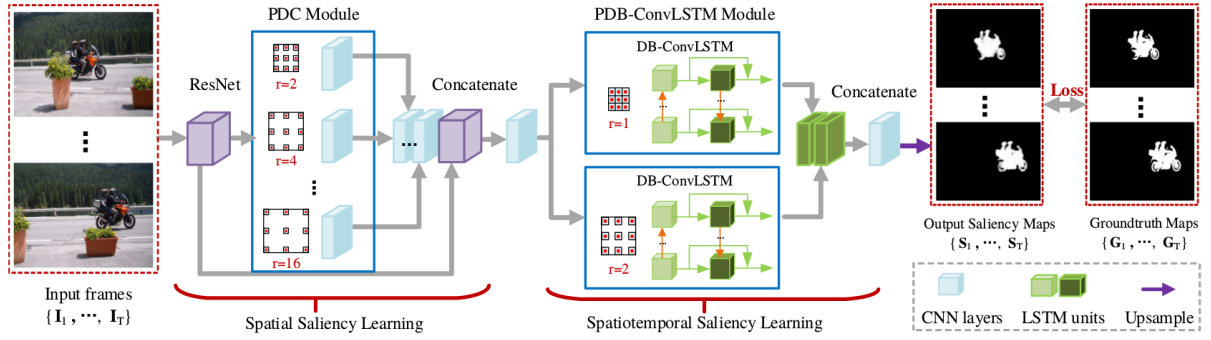 PDC Module
PDB-ConvLSTM Module
ResNet
r=2
r=4
...
r=16
...
Concatenate
DB-ConvLSTM
r=1
...
...
DB-ConvLSTM
r=2
...
...
Concatenate
Loss
Input frames
{ I1 , ···, IT }
Spatial Saliency Learning
Spatiotemporal Saliency Learning
Output Saliency Maps
{ S1 , ···, ST }
Groundtruth Maps
{ G1 , ···, GT }
CNN layers
LSTM units
Upsample